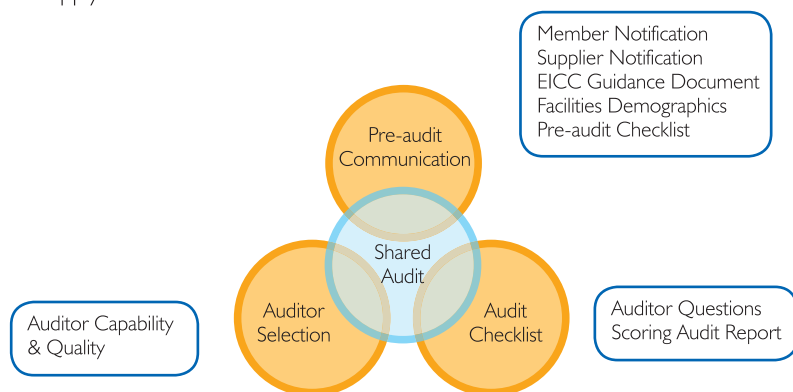 Member Notification
Supplier Notification
EICC Guidance Document
Facilities Demographics
Pre-audit Checklist
Pre-audit
Communication
Shared
Audit
Auditor
Selection
Audit
Checklist
Auditor Capability
& Quality
Auditor Questions
Scoring Audit Report